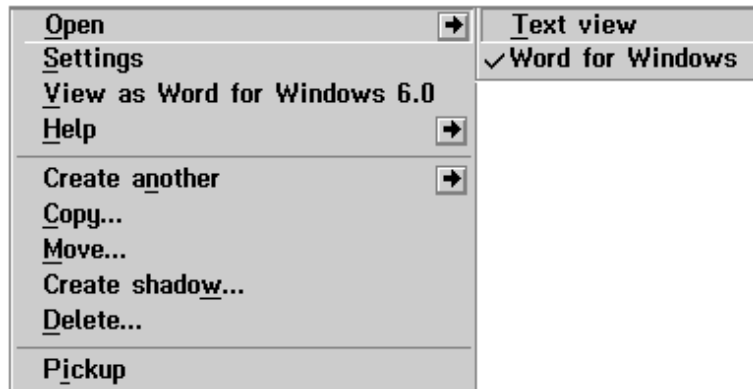 Open
Settings
View as Word for Windows 6.0
Help
Create another
Copy...
Move...
Create shadow...
Delete...
Pickup
Text view
Word for Windows